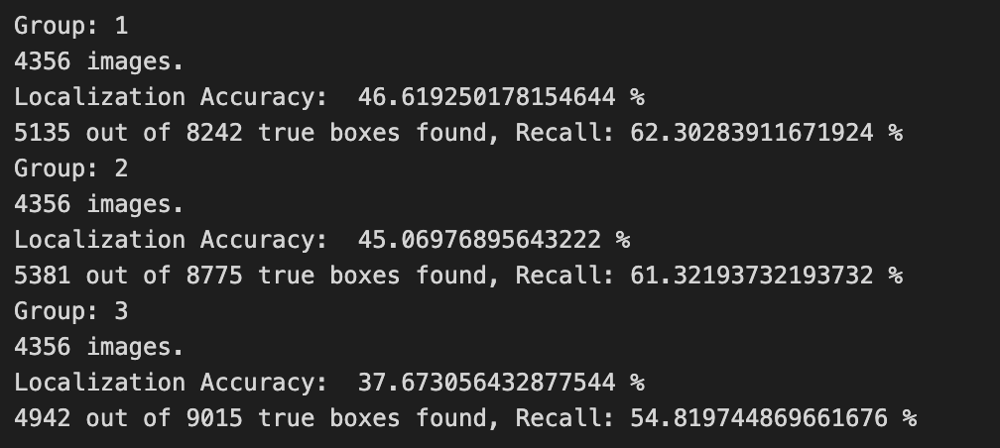 Group: 1
4356 images.
Localization Accuracy:  46.619250178154644 %
5135 out of 8242 true boxes found, Recall: 62.30283911671924 %
Group: 2
4356 images.
Localization Accuracy:  45.06976895643222 %
5381 out of 8775 true boxes found, Recall: 61.32193732193732 %
Group: 3
4356 images.
Localization Accuracy:  37.673056432877544 %
4942 out of 9015 true boxes found, Recall: 54.819744869661676 %